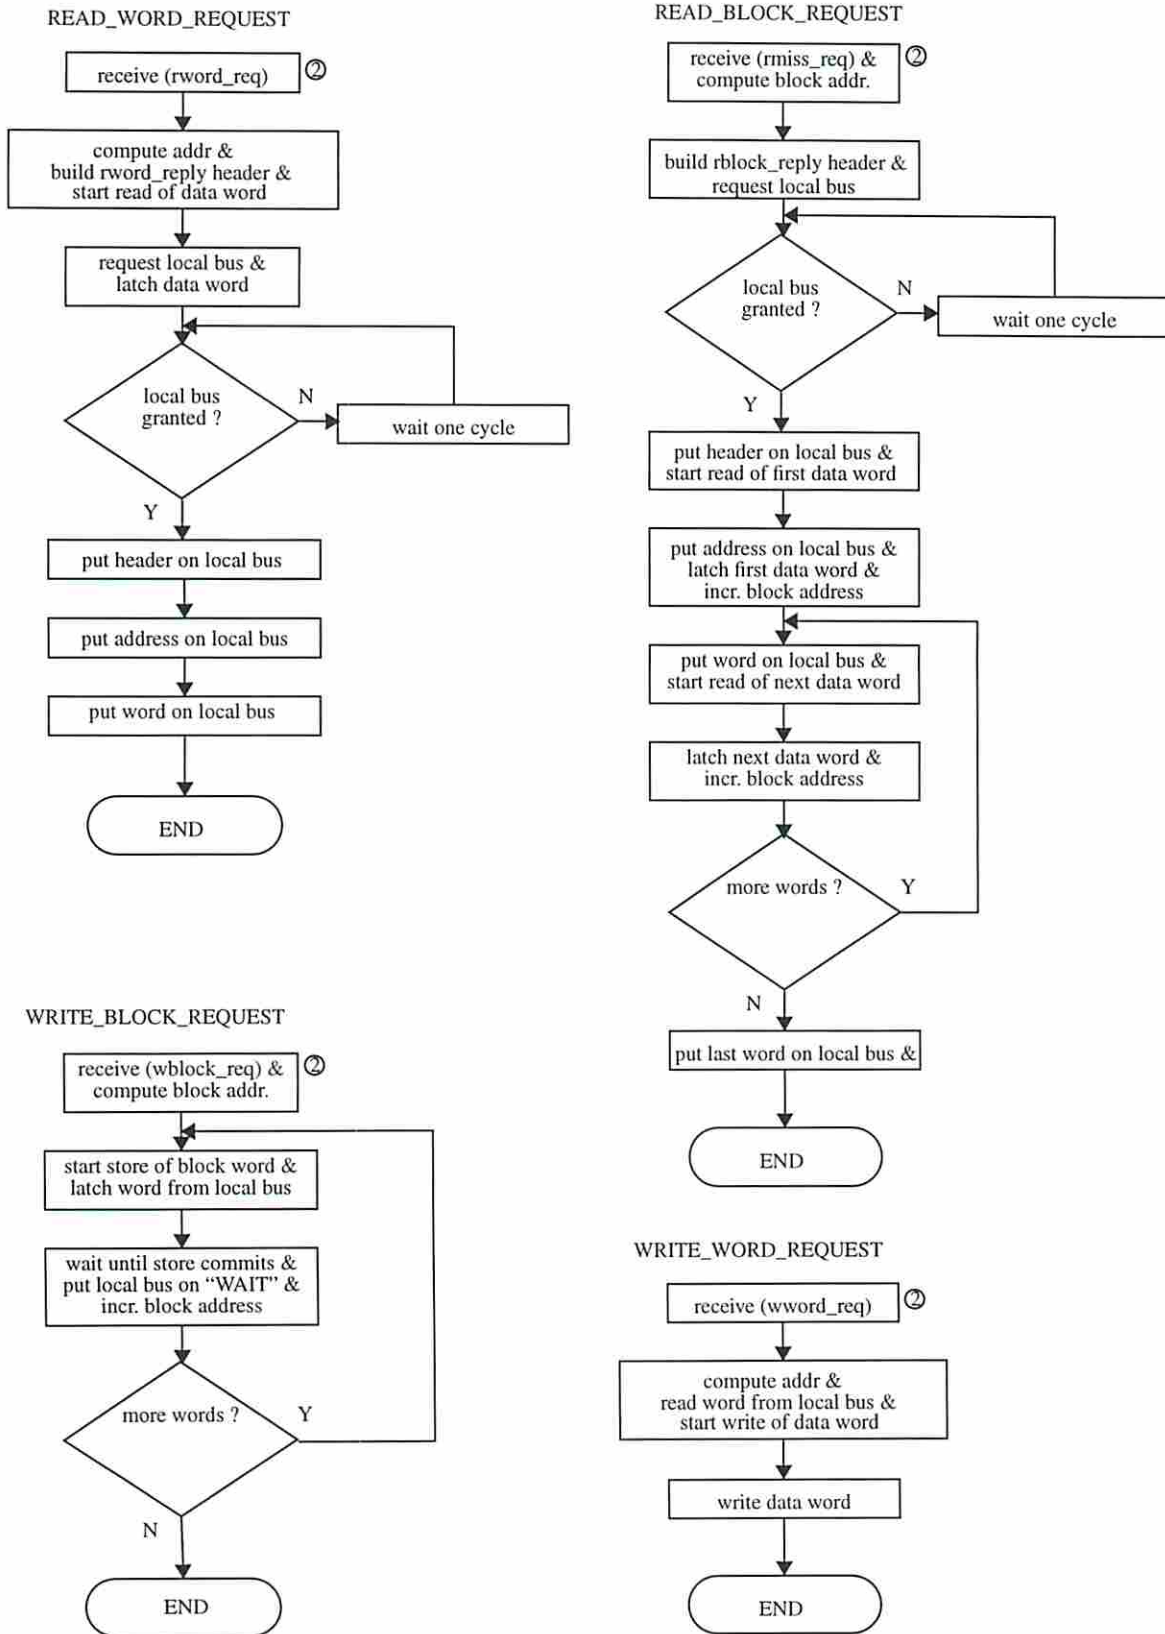 READ_WORD_REQUEST
receive (rword_req)
②
compute addr &
build rword_reply header &
start read of data word
request local bus &
latch data word
local bus
granted ?
N
wait one cycle
Y
put header on local bus
put address on local bus
put word on local bus
END
READ_BLOCK_REQUEST
receive (rmiss_req) &
compute block addr.
②
build rblock_reply header &
request local bus
local bus
granted ?
N
wait one cycle
Y
put header on local bus &
start read of first data word
put address on local bus &
latch first data word &
incr. block address
put word on local bus &
start read of next data word
latch next data word &
incr. block address
more words ?
Y
N
put last word on local bus &
END
WRITE_BLOCK_REQUEST
receive (wblock_req) &
compute block addr.
②
start store of block word &
latch word from local bus
wait until store commits &
put local bus on “WAIT” &
incr. block address
more words ?
Y
N
END
WRITE_WORD_REQUEST
receive (wword_req)
②
compute addr &
read word from local bus &
start write of data word
write data word
END